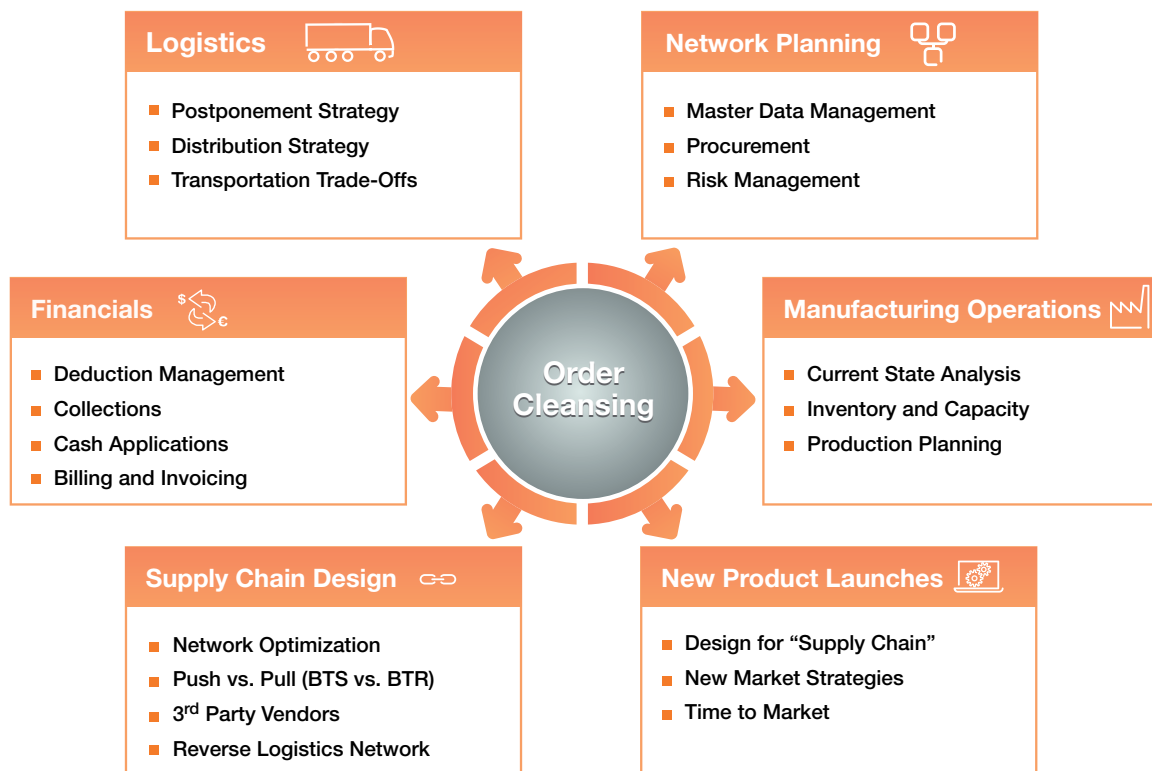 Logistics
Postponement Strategy
Distribution Strategy
Transportation Trade-Offs
Network Planning
Master Data Management
Procurement
Risk Management
Financials
$
€
Deduction Management
Collections
Cash Applications
Billing and Invoicing
Order
Cleansing
Manufacturing Operations
Current State Analysis
Inventory and Capacity
Production Planning
Supply Chain Design
Network Optimization
Push vs. Pull (BTS vs. BTR)
3rd Party Vendors
Reverse Logistics Network
New Product Launches
Design for “Supply Chain”
New Market Strategies
Time to Market